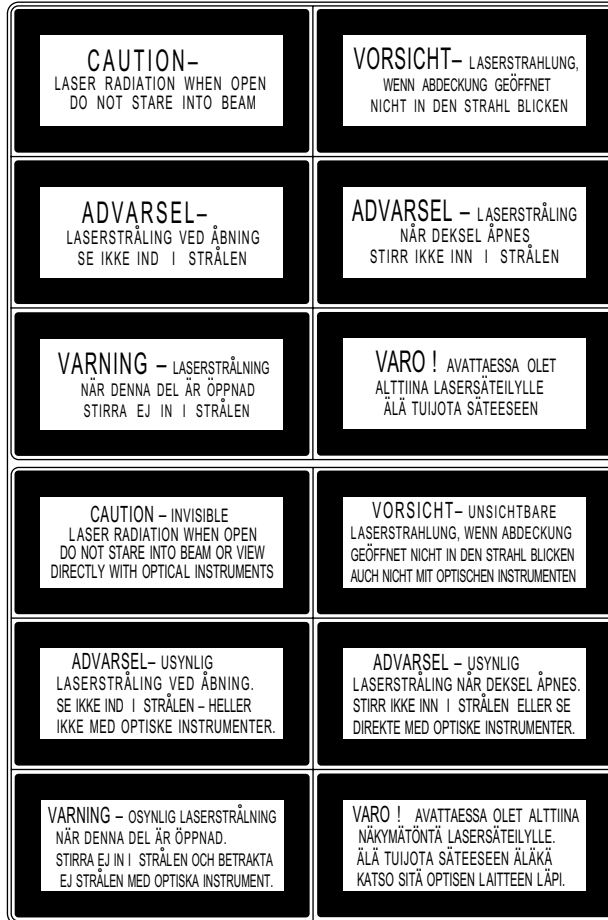 CAUTION–
LASER RADIATION WHEN OPEN
DO NOT STARE INTO BEAM
VORSICHT– LASERSTRAHLUNG,
WENN ABDECKUNG GEÖFFNET
NICHT IN DEN STRAHL BLICKEN
ADVARSEL–
LASERSTRÅLING VED ÅBNING
SE IKKE IND I STRÅLEN
ADVARSEL – LASERSTRÅLING
NÅR DEKSEL ÅPNES
STIRR IKKE INN I STRÅLEN
VARNING – LASERSTRÅLNING
NÄR DENNA DEL ÄR ÖPPNAD
STIRRA EJ IN I STRÅLEN
VARO ! AVATTAESSA OLET
ALTTIINA LASERSÄTEILYLLE
ÄLÄ TUIJOTA SÄTEESEEN
CAUTION – INVISIBLE
LASER RADIATION WHEN OPEN
DO NOT STARE INTO BEAM OR VIEW
DIRECTLY WITH OPTICAL INSTRUMENTS
VORSICHT– UNSICHTBARE
LASERSTRAHLUNG, WENN ABDECKUNG
GEÖFFNET NICHT IN DEN STRAHL BLICKEN
AUCH NICHT MIT OPTISCHEN INSTRUMENTEN
ADVARSEL– USYNLIG
LASERSTRÅLING VED ÅBNING.
SE IKKE IND I STRÅLEN – HELLER
IKKE MED OPTISKE INSTRUMENTER.
ADVARSEL – USYNLIG
LASERSTRÅLING NÅR DEKSEL ÅPNES.
STIRR IKKE INN I STRÅLEN ELLER SE
DIREKTE MED OPTISKE INSTRUMENTER.
VARNING – OSYNLIG LASERSTRÅLNING
NÄR DENNA DEL ÄR ÖPPNAD.
STIRRA EJ IN I STRÅLEN OCH BETRAKTA
EJ STRÅLEN MED OPTISKA INSTRUMENT.
VARO ! AVATTAESSA OLET ALTTIINA
NÄKYMÄTÖNTÄ LASERSÄTEILYLLE.
ÄLÄ TUIJOTA SÄTEESEEN ÄLÄKÄ
KATSO SITÄ OPTISEN LAITTEEN LÄPI.